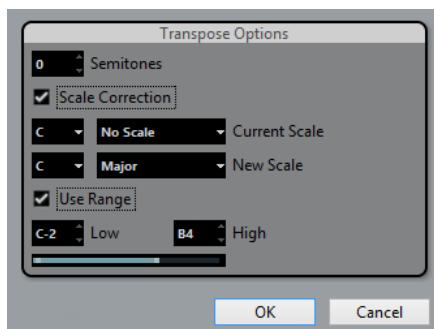 Transpose Options
0 Semitones
Scale Correction
C No Scale Current Scale
C Major New Scale
Use Range
C-2 Low B4 High
OK Cancel